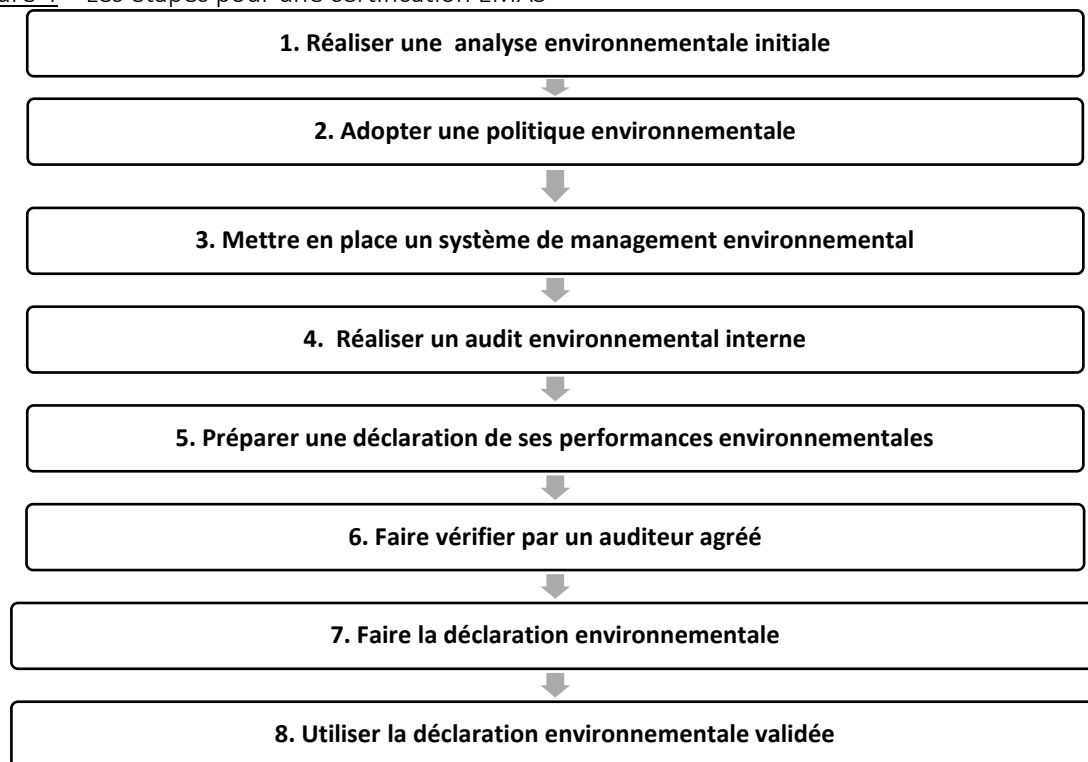 Les étapes pour une certification EMAS
1. Réaliser une analyse environnementale initiale
2. Adopter une politique environnementale
3. Mettre en place un système de management environnemental
4. Réaliser un audit environnemental interne
5. Préparer une déclaration de ses performances environnementales
6. Faire vérifier par un auditeur agréé
7. Faire la déclaration environnementale
8. Utiliser la déclaration environnementale validée